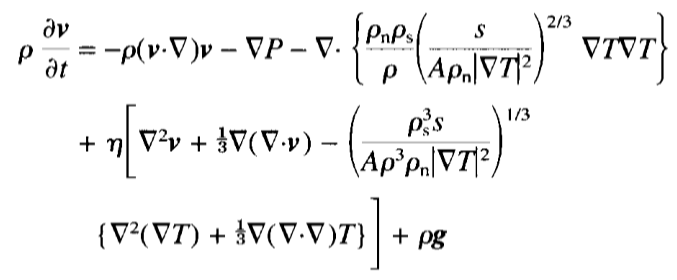 ρ ∂v/∂t = −ρ(v·∇)v − ∇P − ∇· {ρₙρₛ/ρ (s/Aρₙ|∇T|²)^2/3 ∇T∇T}
+ η[∇²v + ⅓∇(∇·v) − (ρₛ³s/Aρ³ρₙ|∇T|²)^1/3
{∇²(∇T) + ⅓∇(∇·∇)T}] + ρg